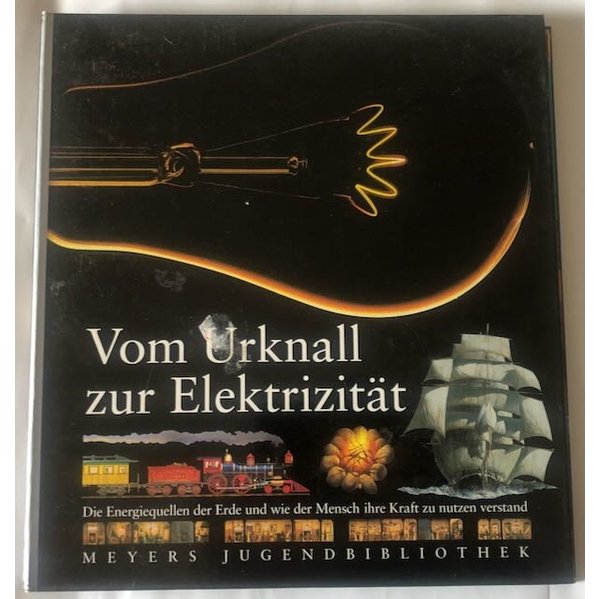 Vom Urknall
zur Elektrizität
Die Energiequellen der Erde und wie der Mensch ihre Kraft zu nutzen verstand
MEYERS JUGENDBIBLIOTHEK